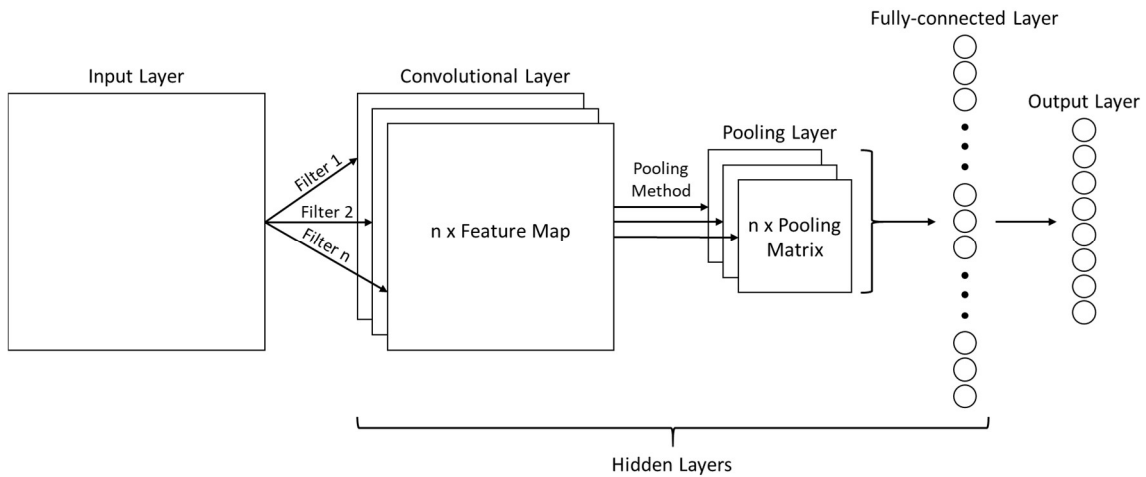 Fully-connected Layer
Input Layer
Convolutional Layer
Output Layer
Pooling Layer
Filter 1
Filter 2
Filter n
Pooling
Method
n x Feature Map
n x Pooling
Matrix
Hidden Layers